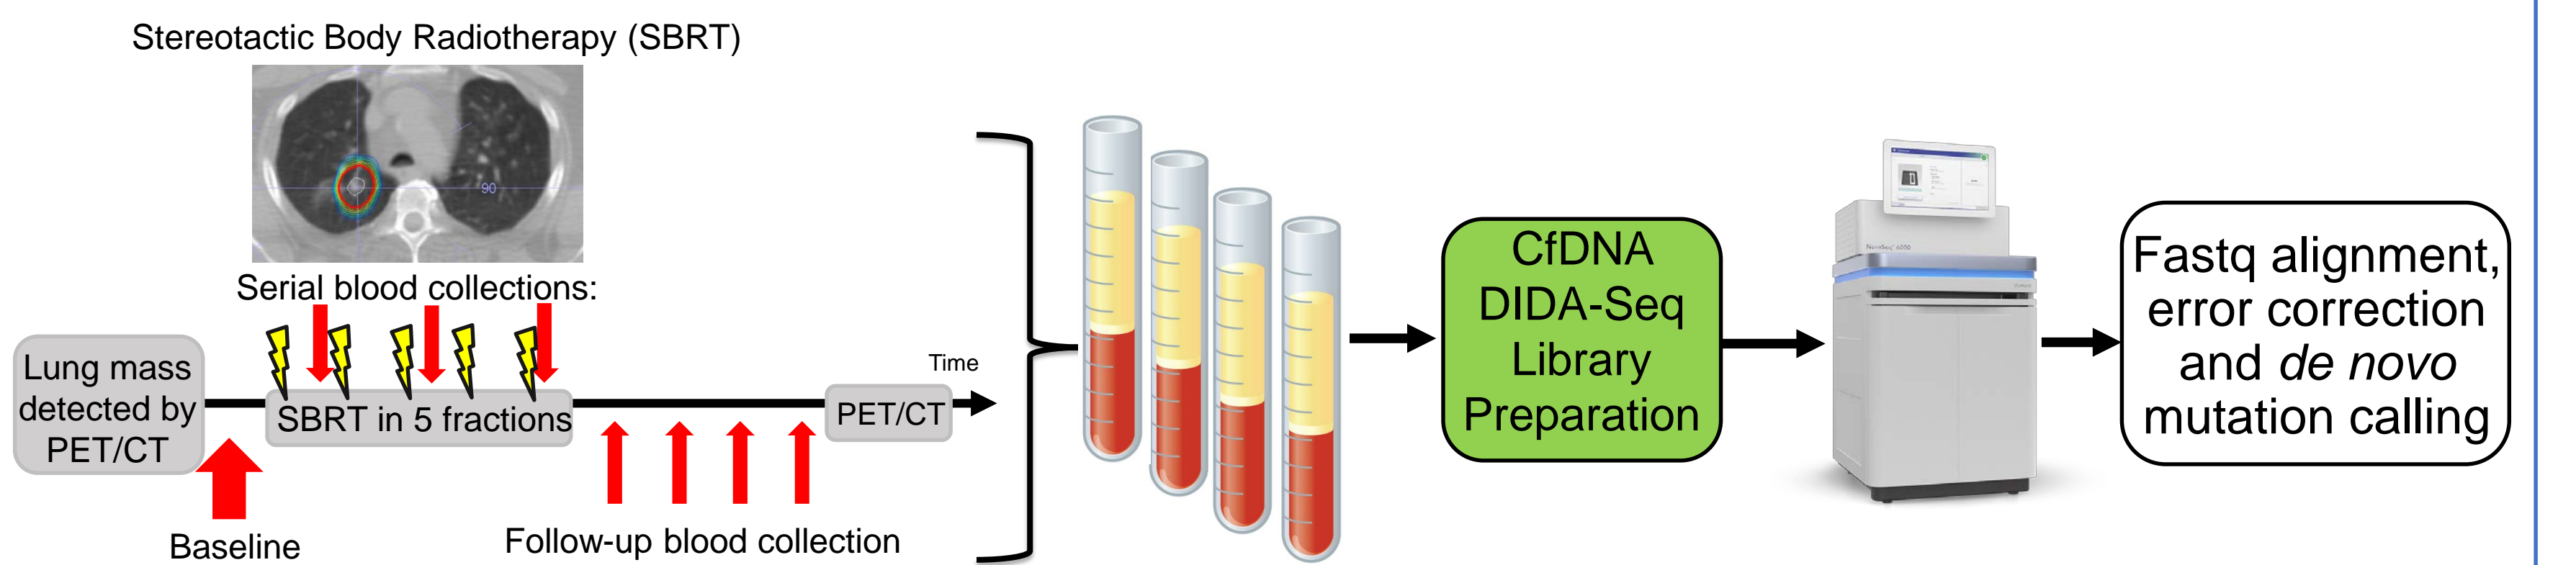 Stereotactic Body Radiotherapy (SBRT)
90
Serial blood collections:
Lung mass
detected by
PET/CT
SBRT in 5 fractions
Baseline
Follow-up blood collection
PET/CT
Time
CfDNA
DIDA-Seq
Library
Preparation
NovaSeq 6000
Fastq alignment,
error correction
and de novo
mutation calling